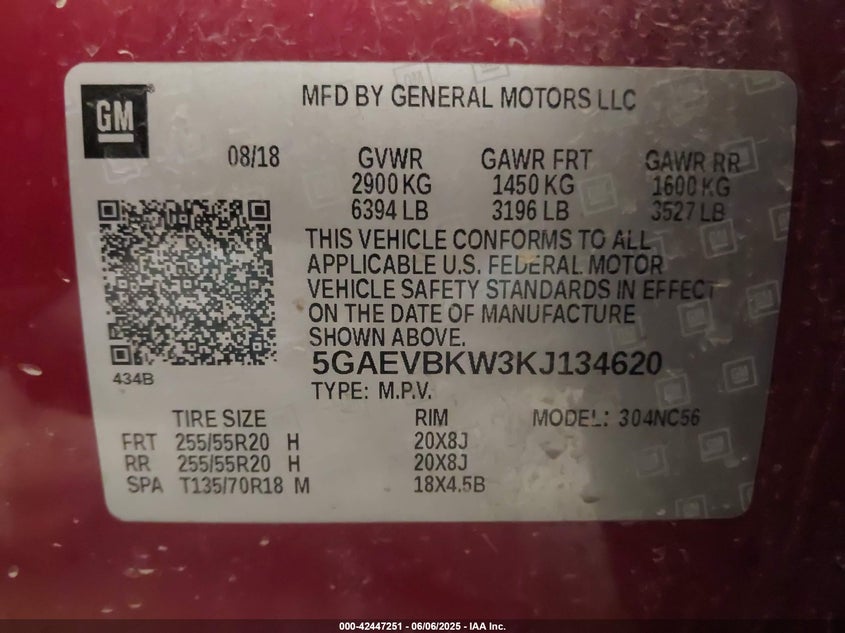 GM
MFD BY GENERAL MOTORS LLC
08/18 GVWR GAWR FRT GAWR RR
2900 KG 1450 KG 1600 KG
6394 LB 3196 LB 3527 LB
THIS VEHICLE CONFORMS TO ALL
APPLICABLE U.S. FEDERAL MOTOR
VEHICLE SAFETY STANDARDS IN EFFECT
ON THE DATE OF MANUFACTURE
SHOWN ABOVE.
434B
5GAEVBKW3KJ134620
TYPE: M.P.V.
TIRE SIZE RIM MODEL: 304NC56
FRT 255/55R20 H 20X8J
RR 255/55R20 H 20X8J
SPA T135/70R18 M 18X4.5B
000-42447251 - 06/06/2025 - IAA Inc.